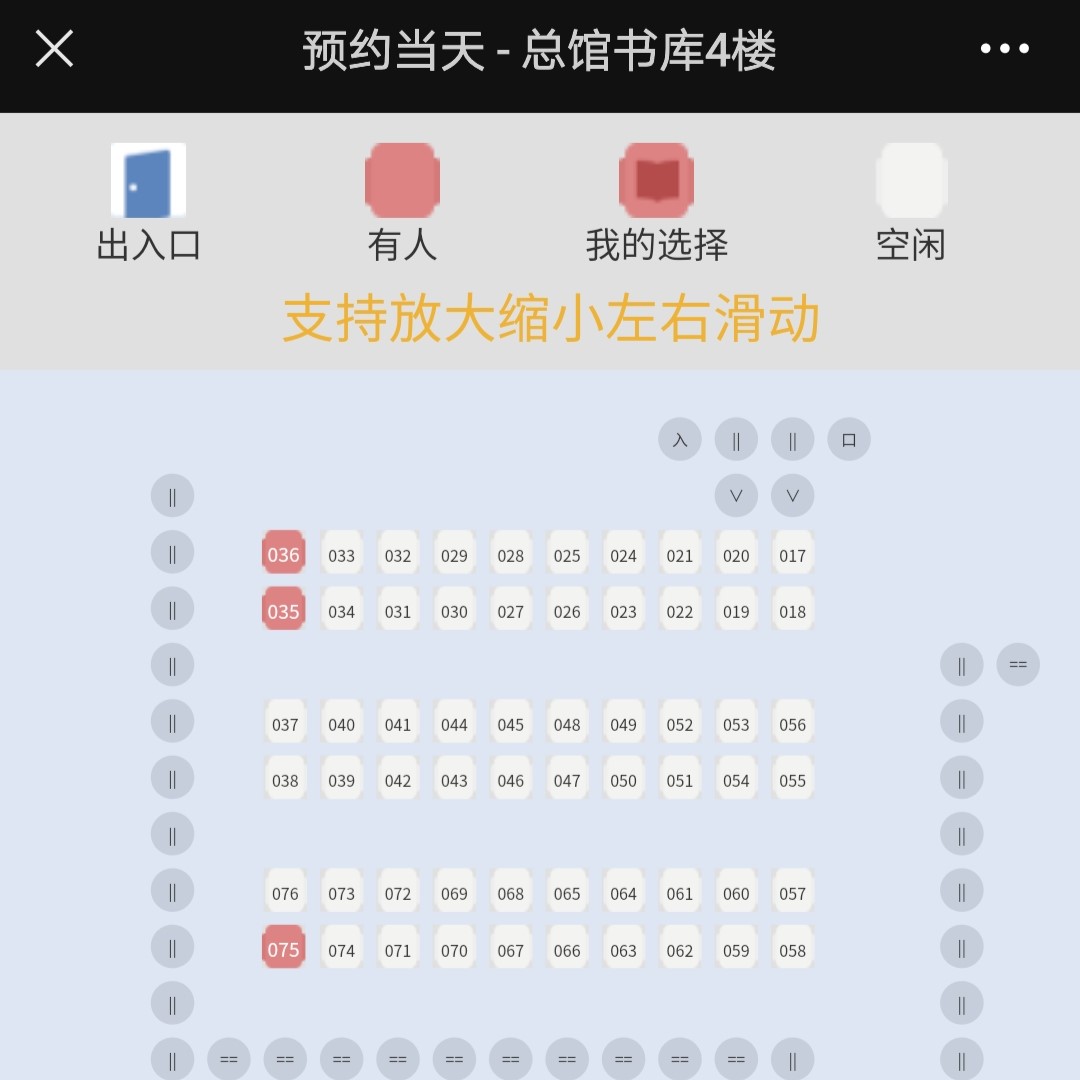 预约当天 - 总馆书库4楼
出入口 有人 我的选择 空闲
支持放大缩小左右滑动
入 || || 口
|| ∨ ∨
|| 036 033 032 029 028 025 024 021 020 017
|| 035 034 031 030 027 026 023 022 019 018
|| || ==
|| 037 040 041 044 045 048 049 052 053 056 ||
|| 038 039 042 043 046 047 050 051 054 055 ||
|| ||
|| 076 073 072 069 068 065 064 061 060 057 ||
|| 075 074 071 070 067 066 063 062 059 058 ||
|| ||
|| == == == == == == == == == == || ||